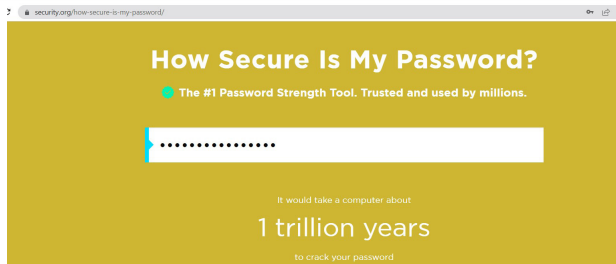 security.org/how-secure-is-my-password/
How Secure Is My Password?
The #1 Password Strength Tool. Trusted and used by millions.
••••••••••••••••
It would take a computer about
1 trillion years
to crack your password